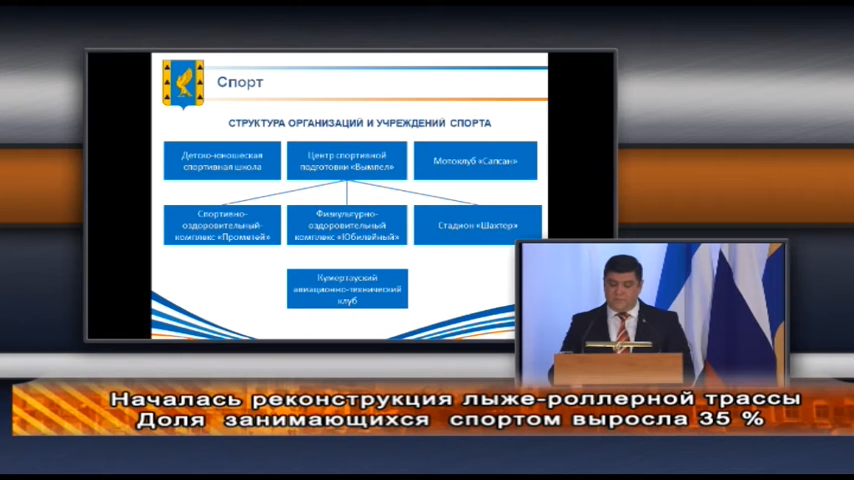 Спорт
СТРУКТУРА ОРГАНИЗАЦИЙ И УЧРЕЖДЕНИЙ СПОРТА
Детско-юношеская
спортивная школа
Центр спортивной
подготовки «Вымпел»
Мотоклуб «Сапсан»
Спортивно-
оздоровительный-
комплекс «Прометей»
Физкультурно-
оздоровительный
комплекс «Юбилейный»
Стадион «Шахтер»
Кумертауский
авиационно-технический
клуб
Началась реконструкция лыже-роллерной трассы
Доля занимающихся спортом выросла 35 %